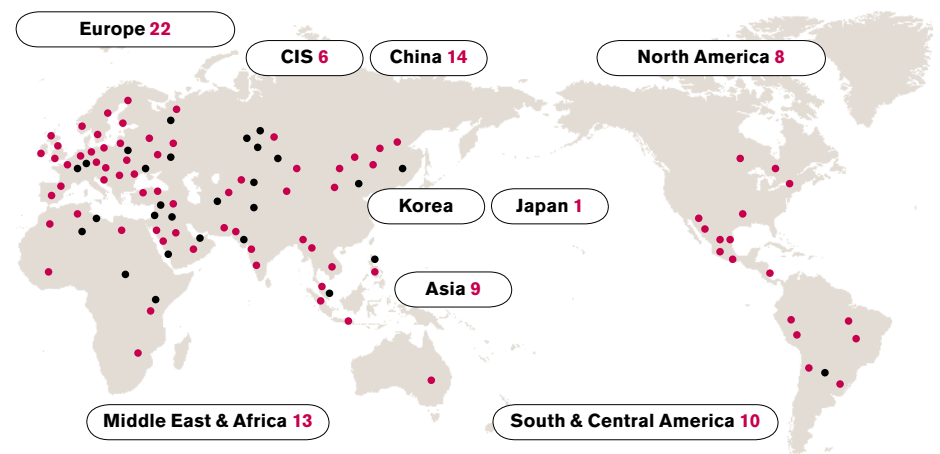 Europe 22
CIS 6
China 14
North America 8
Korea
Japan 1
Asia 9
Middle East & Africa 13
South & Central America 10